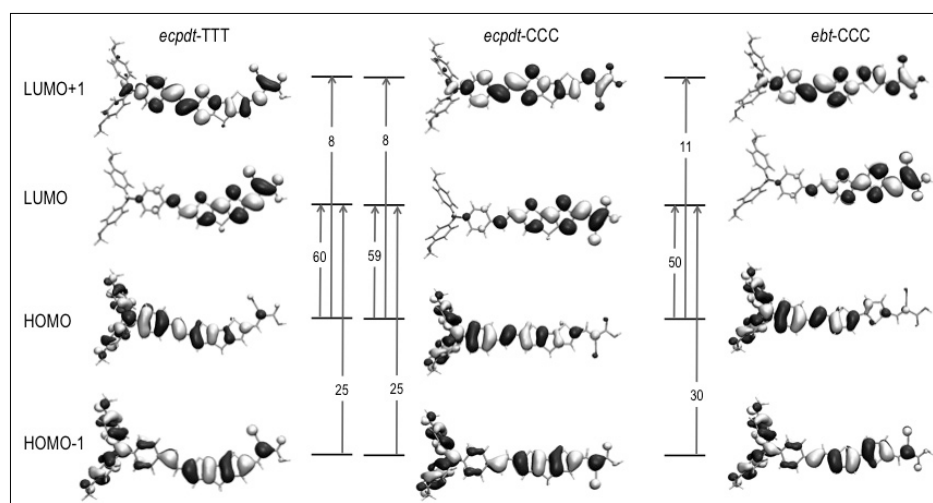 ecpdt-TTT ecpdt-CCC ebt-CCC
LUMO+1
8 8 11
LUMO
60 59 50
HOMO
25 25 30
HOMO-1